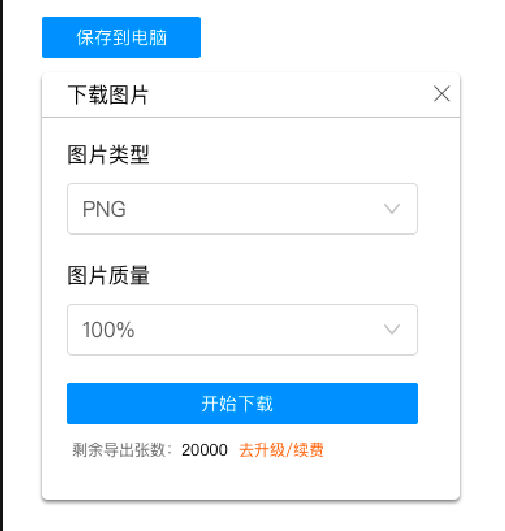 保存到电脑
下载图片
图片类型
PNG
图片质量
100%
开始下载
剩余导出张数: 20000 去升级/续费